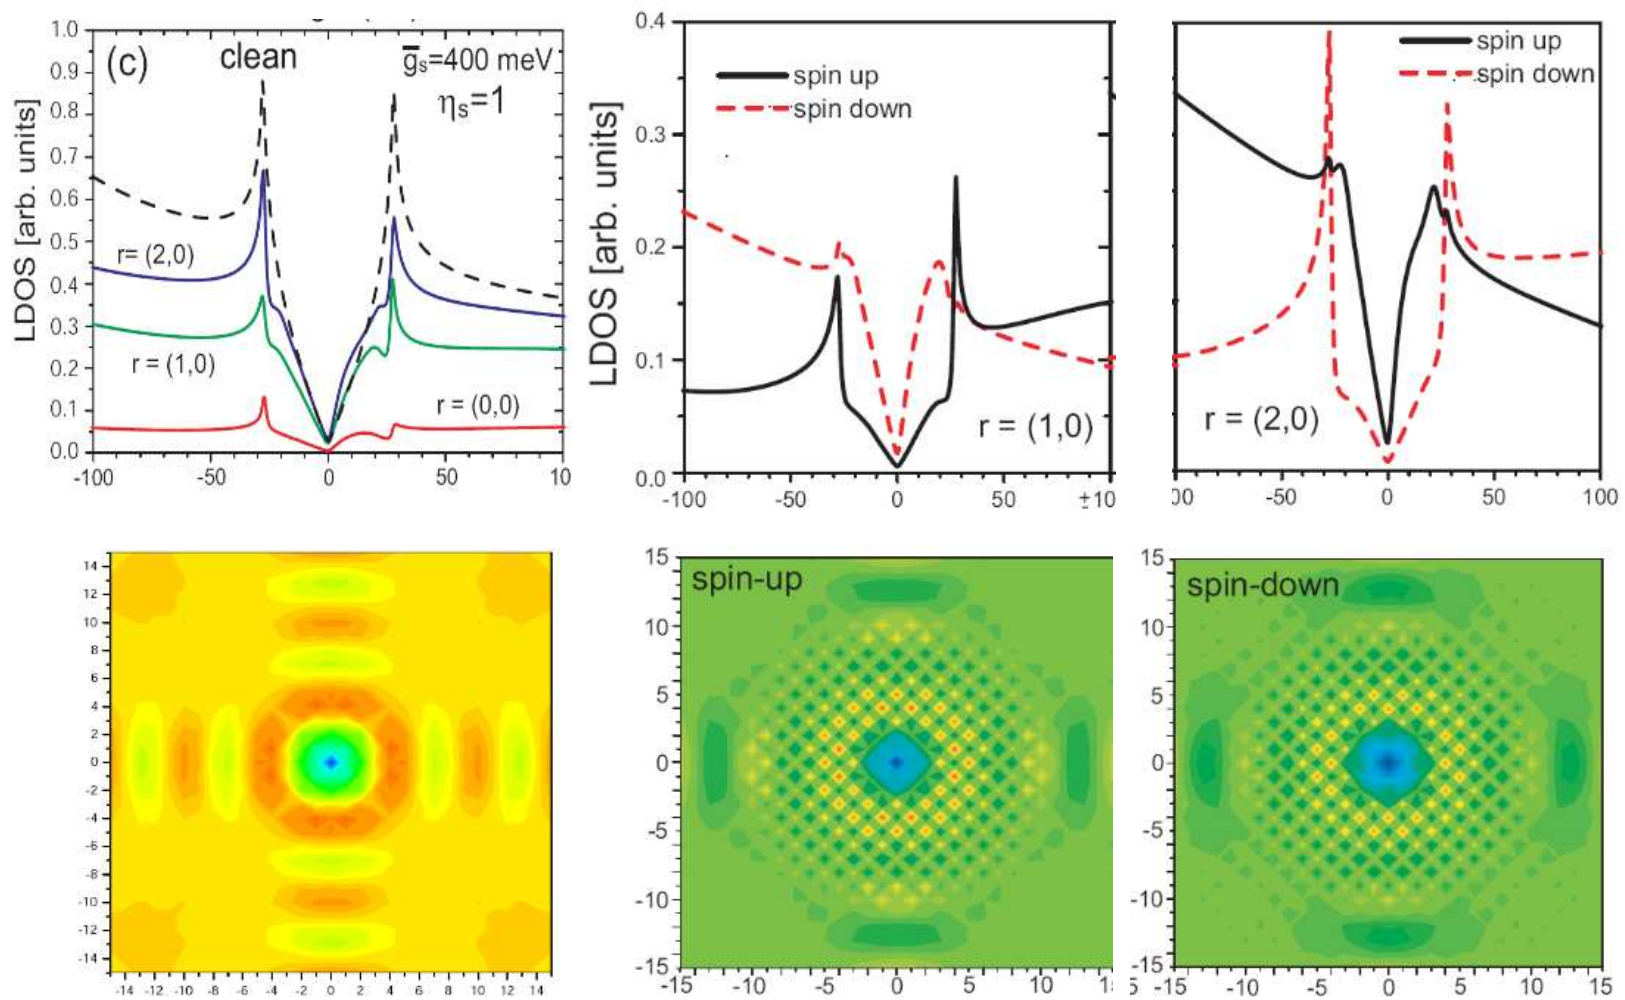 (c)
clean
g̅s=400 meV
ηs=1
LDOS [arb. units]
1.0
0.9
0.8
0.7
0.6
0.5
0.4
0.3
0.2
0.1
0.0
r= (2,0)
r = (1,0)
r = (0,0)
-100 -50 0 50 10
LDOS [arb. units]
0.4
0.3
0.2
0.1
0.0
spin up
spin down
r = (1,0)
-100 -50 0 50 ±10
spin up
spin down
r = (2,0)
00 -50 0 50 100
14
12
10
8
6
4
2
0
-2
-4
-6
-8
-10
-12
-14
-14 -12 -10 -8 -6 -4 -2 0 2 4 6 8 10 12 14
spin-up
15
10
5
0
-5
-10
-15
-15 -10 -5 0 5 10 15
spin-down
15
10
5
0
-5
-10
-15
-10 -5 0 5 10 15